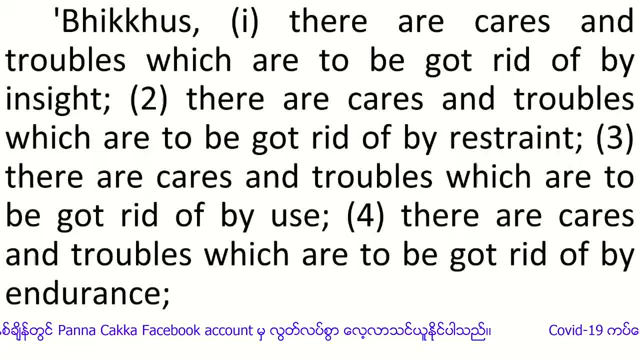 'Bhikkhus, (i) there are cares and
troubles which are to be got rid of by
insight; (2) there are cares and troubles
which are to be got rid of by restraint; (3)
there are cares and troubles which are to
be got rid of by use; (4) there are cares
and troubles which are to be got rid of by
endurance;
Panna Cakka Facebook account မှ လွတ်လပ်စွာ လေ့လာသင်ယူနိုင်ပါသည်။ Covid-19